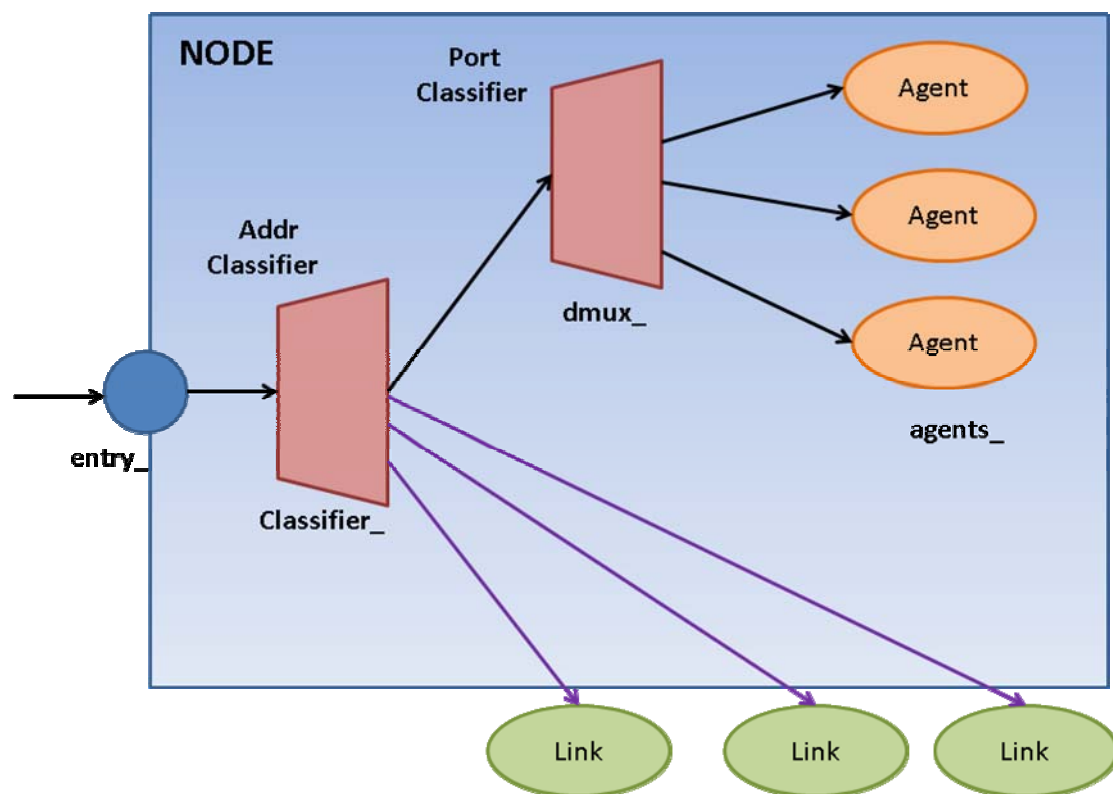 NODE
Port
Classifier
Agent
Agent
Addr
Classifier
dmux_
Agent
agents_
entry_
Classifier_
Link
Link
Link